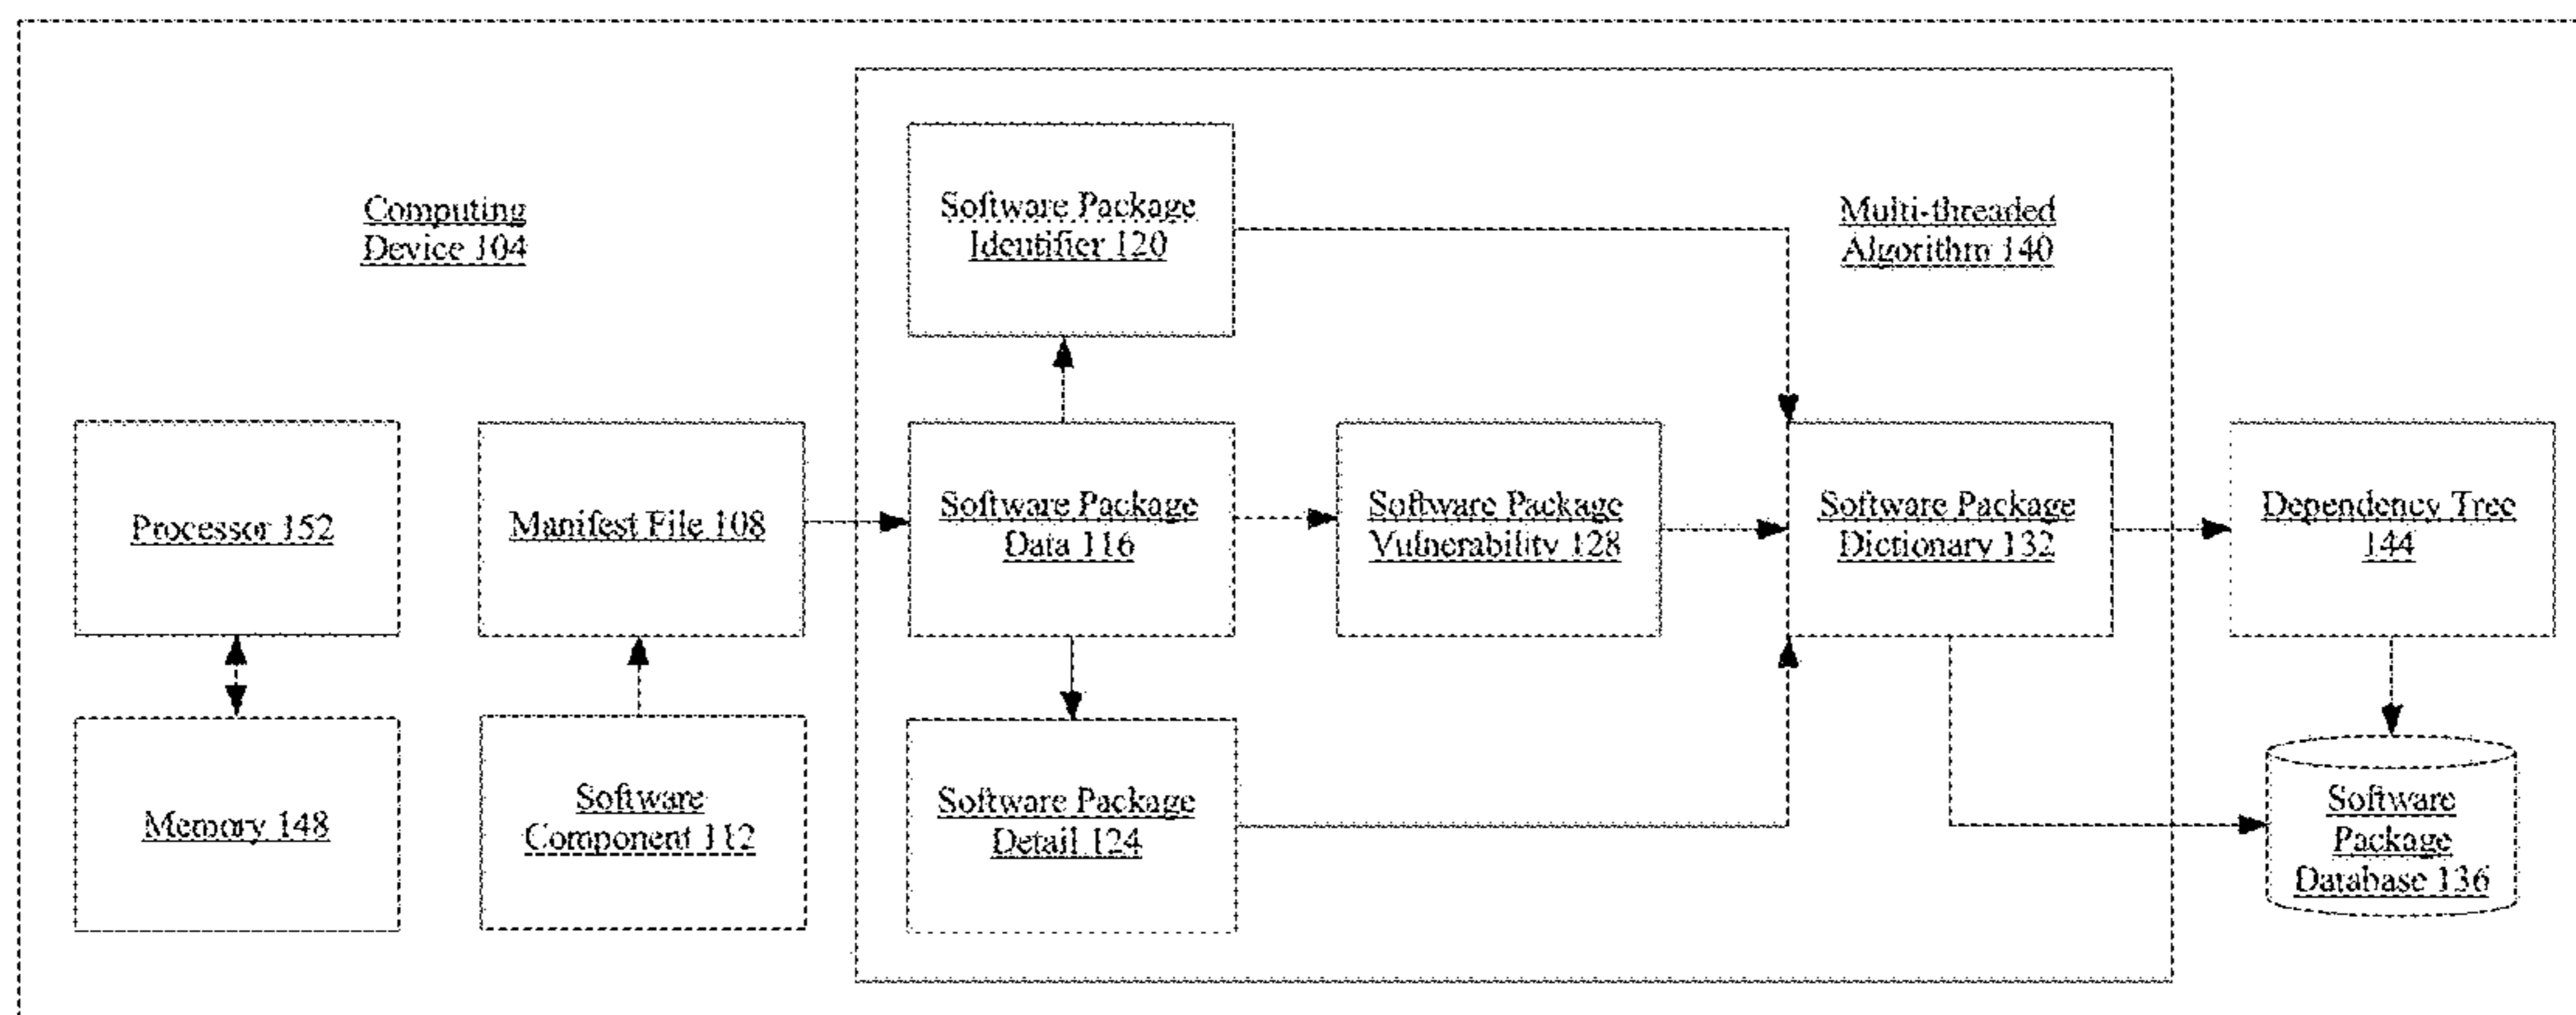 Computing
Device 104
Software Package
Identifier 120
Multi-threaded
Algorithm 140
Processor 152
Manifest File 108
Software Package
Data 116
Software Package
Vulnerability 128
Software Package
Dictionary 132
Dependency Tree
144
Memory 148
Software
Component 112
Software Package
Detail 124
Software
Package
Database 136